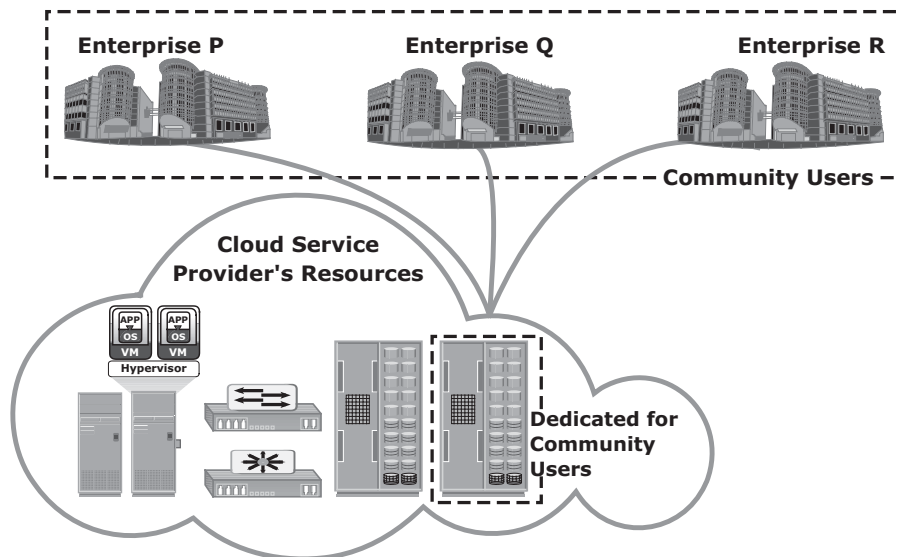 Enterprise P
Enterprise Q
Enterprise R
Community Users
Cloud Service
Provider's Resources
APP
OS
VM
APP
OS
VM
Hypervisor
Dedicated for
Community
Users